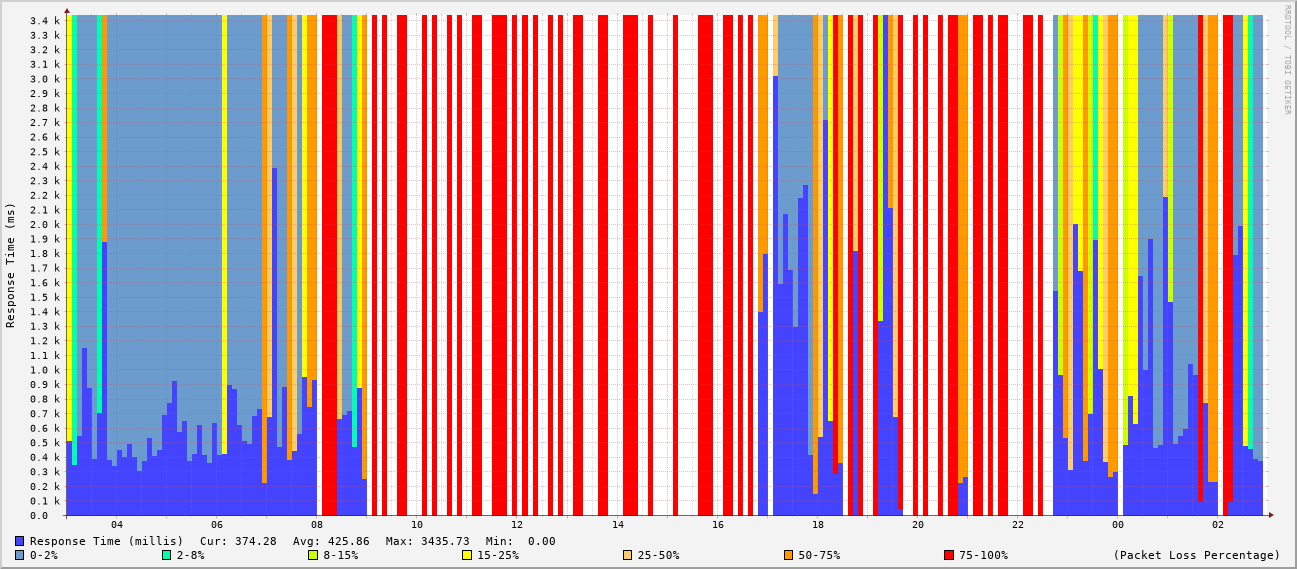 RRDTOOL / TOBI OETIKER
Response Time (ms)
3.4 k
3.3 k
3.2 k
3.1 k
3.0 k
2.9 k
2.8 k
2.7 k
2.6 k
2.5 k
2.4 k
2.3 k
2.2 k
2.1 k
2.0 k
1.9 k
1.8 k
1.7 k
1.6 k
1.5 k
1.4 k
1.3 k
1.2 k
1.1 k
1.0 k
0.9 k
0.8 k
0.7 k
0.6 k
0.5 k
0.4 k
0.3 k
0.2 k
0.1 k
0.0
04 06 08 10 12 14 16 18 20 22 00 02
Response Time (millis) Cur: 374.28 Avg: 425.86 Max: 3435.73 Min: 0.00
0-2% 2-8% 8-15% 15-25% 25-50% 50-75% 75-100% (Packet Loss Percentage)